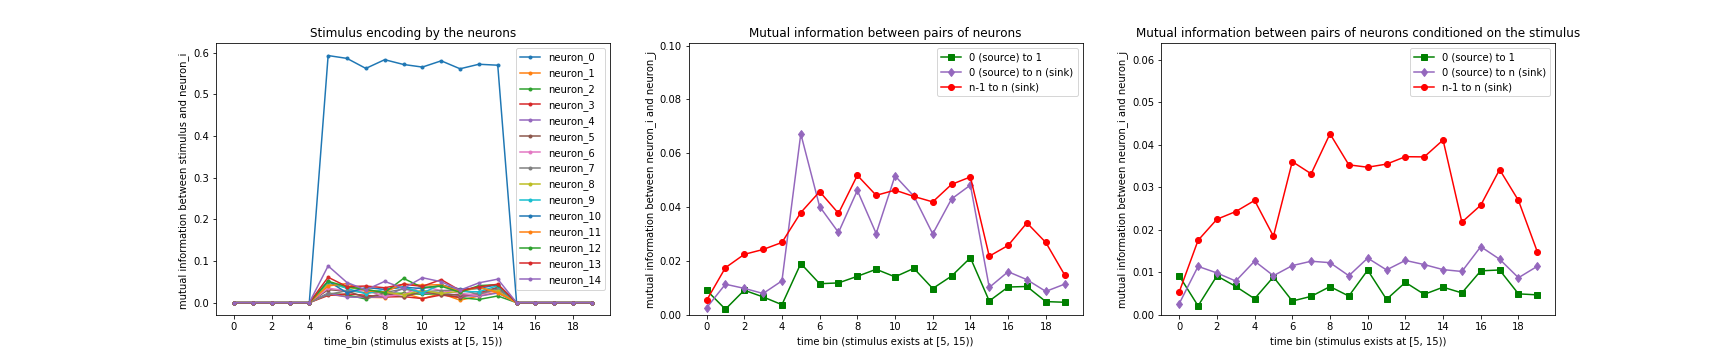 Stimulus encoding by the neurons
mutual information between stimulus and neuron_i
0.6
0.5
0.4
0.3
0.2
0.1
0.0
0 2 4 6 8 10 12 14 16 18
time_bin (stimulus exists at [5, 15))
neuron_0
neuron_1
neuron_2
neuron_3
neuron_4
neuron_5
neuron_6
neuron_7
neuron_8
neuron_9
neuron_10
neuron_11
neuron_12
neuron_13
neuron_14
Mutual information between pairs of neurons
mutual information between neuron_i and neuron_j
0.10
0.08
0.06
0.04
0.02
0.00
0 2 4 6 8 10 12 14 16 18
time bin (stimulus exists at [5, 15))
0 (source) to 1
0 (source) to n (sink)
n-1 to n (sink)
Mutual information between pairs of neurons conditioned on the stimulus
mutual information between neuron_i and neuron_j
0.06
0.05
0.04
0.03
0.02
0.01
0.00
0 2 4 6 8 10 12 14 16 18
time bin (stimulus exists at [5, 15))
0 (source) to 1
0 (source) to n (sink)
n-1 to n (sink)